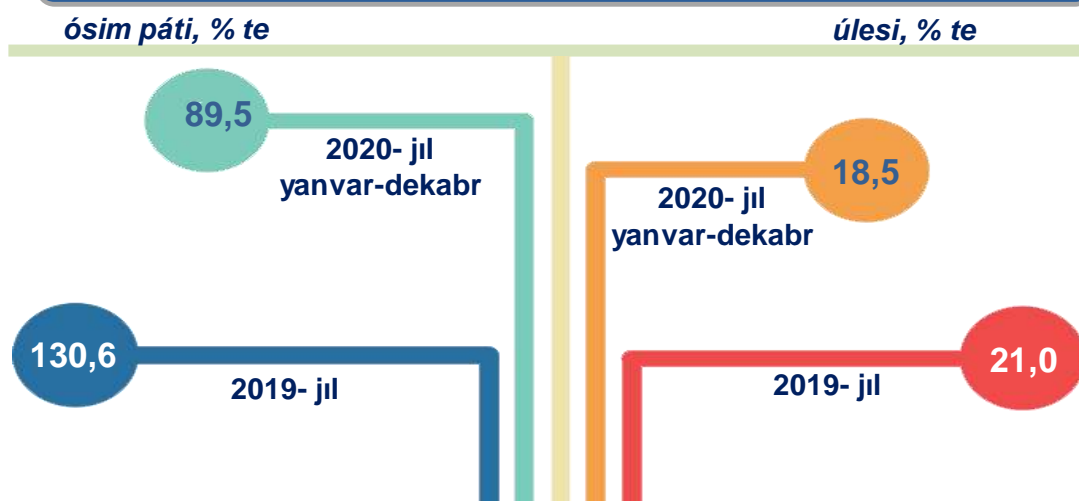 ósim páti, % te
úlesi, % te
89,5
2020- jıl
yanvar-dekabr
18,5
2020- jıl
yanvar-dekabr
130,6
2019- jıl
21,0
2019- jıl